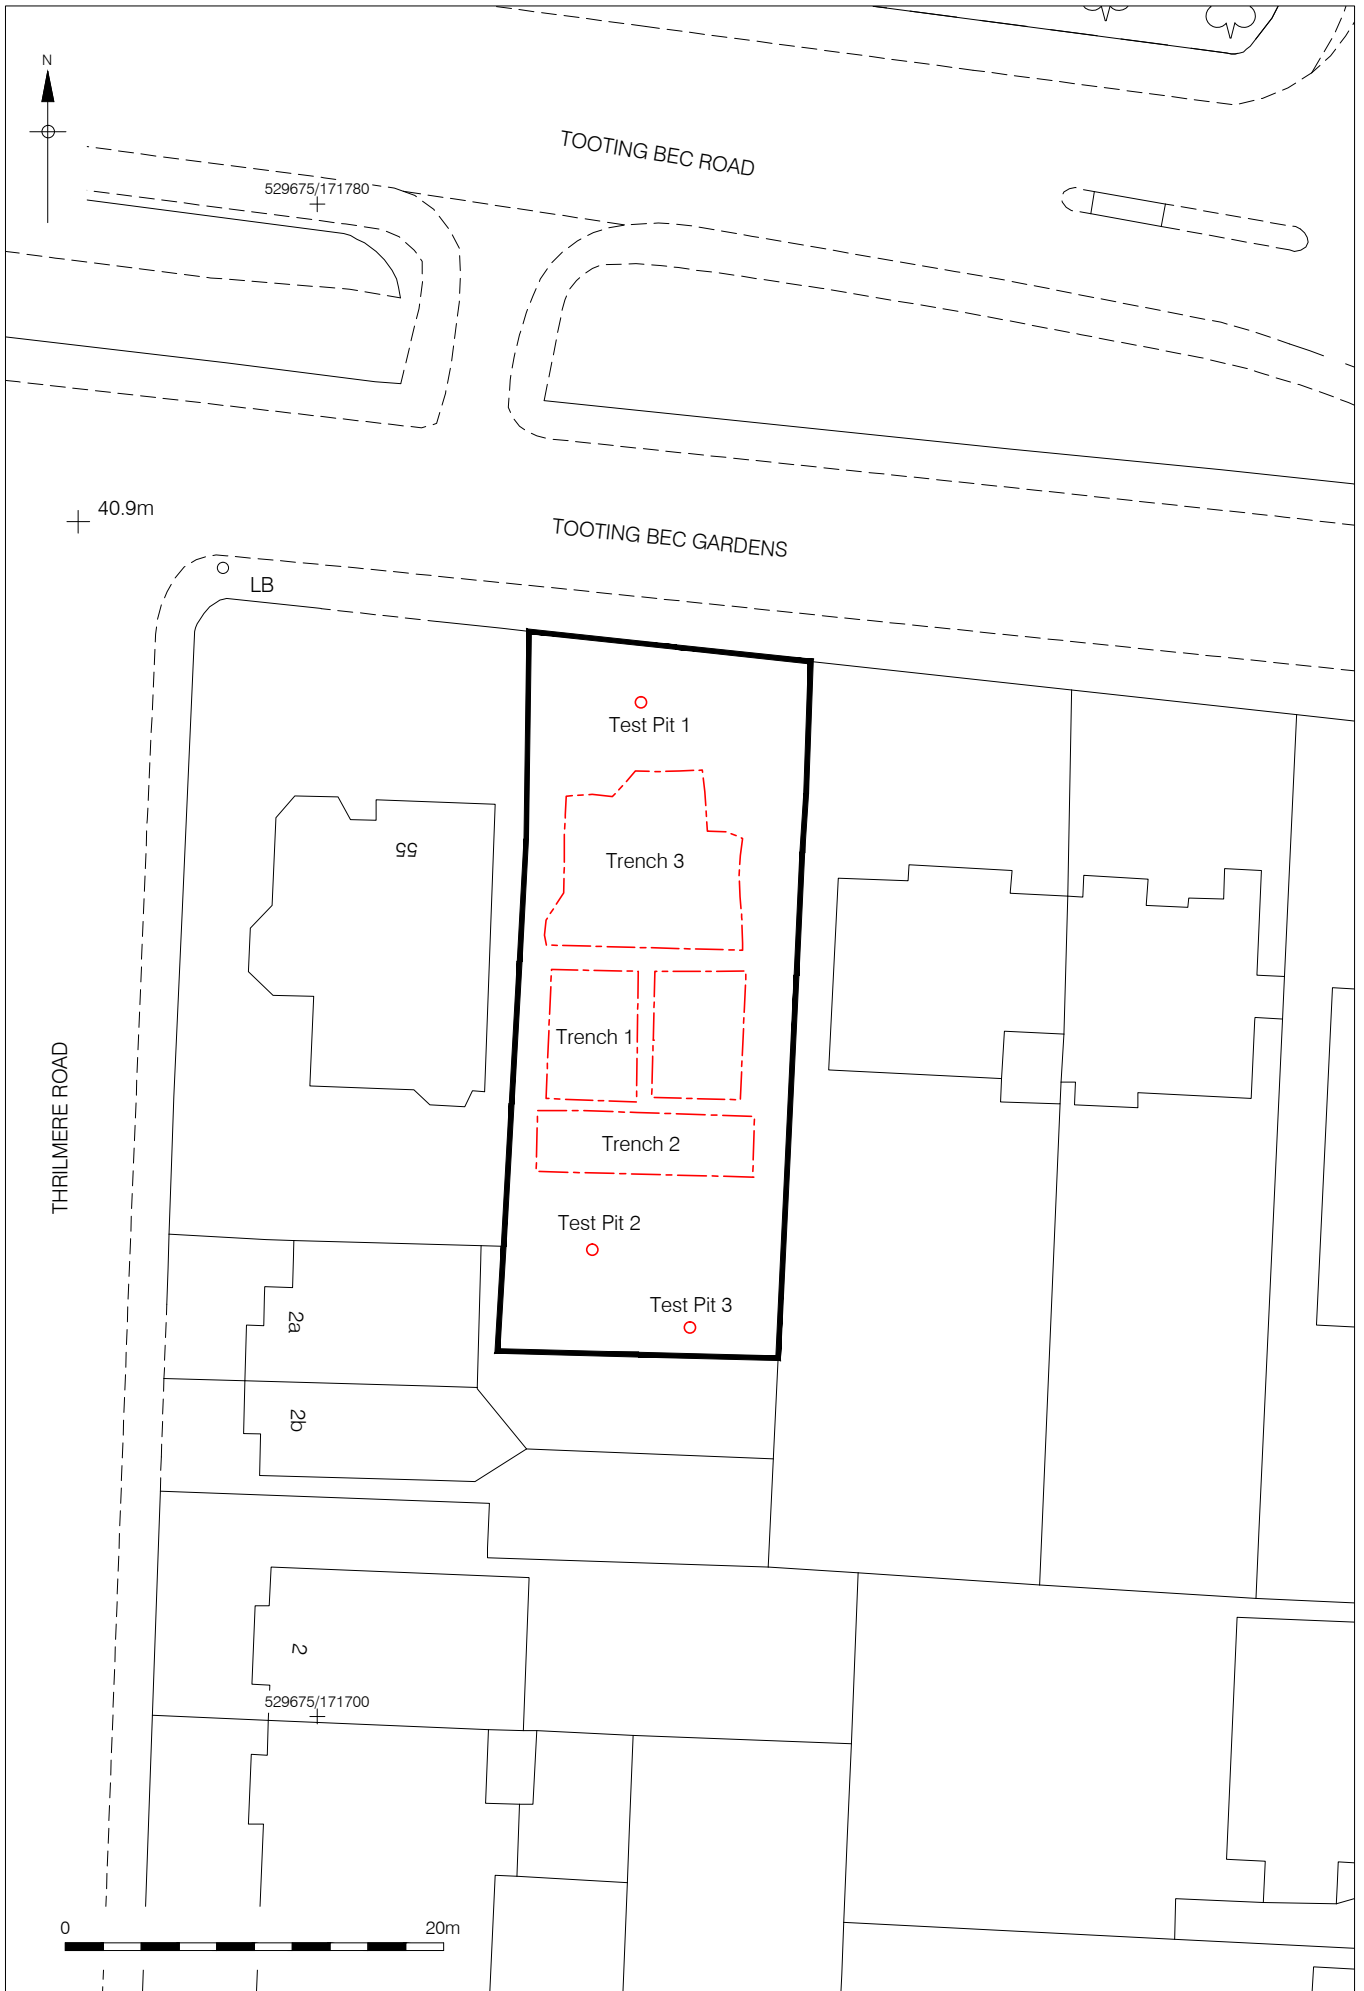 N
TOOTING BEC ROAD
529675/171780
40.9m
TOOTING BEC GARDENS
LB
Test Pit 1
55
Trench 3
Trench 1
THRILMERE ROAD
Trench 2
Test Pit 2
Test Pit 3
2a
2b
2
529675/171700
0 20m